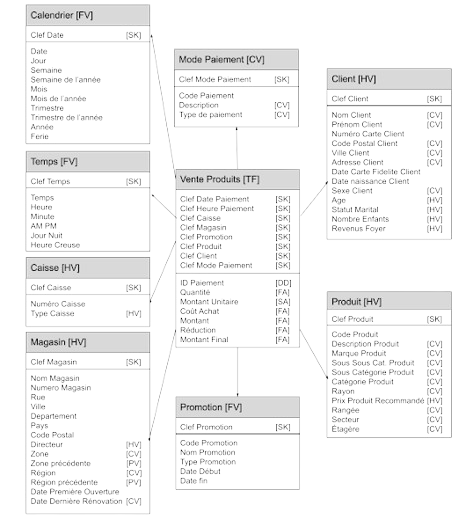 Calendrier [FV]
Clef Date [SK]
Date
Jour
Semaine
Semaine de l'année
Mois
Mois de l'année
Trimestre
Trimestre de l'année
Année
Ferie
Temps [FV]
Clef Temps [SK]
Temps
Heure
Minute
AM PM
Jour Nuit
Heure Creuse
Caisse [HV]
Clef Caisse [SK]
Numéro Caisse
Type Caisse [HV]
Magasin [HV]
Clef Magasin [SK]
Nom Magasin
Numero Magasin
Rue
Ville
Departement
Pays
Code Postal
Directeur [HV]
Zone [CV]
Zone précédente [PV]
Région [CV]
Région précédente [PV]
Date Première Ouverture
Date Dernière Rénovation [CV]
Mode Paiement [CV]
Clef Mode Paiement [SK]
Code Paiement
Description [CV]
Type de paiement [CV]
Vente Produits [TF]
Clef Date Paiement [SK]
Clef Heure Paiement [SK]
Clef Caisse [SK]
Clef Magasin [SK]
Clef Promotion [SK]
Clef Produit [SK]
Clef Client [SK]
Clef Mode Paiement [SK]
ID Paiement [DD]
Quantité [FA]
Montant Unitaire [SA]
Coût Achat [FA]
Montant [FA]
Réduction [FA]
Montant Final [FA]
Promotion [FV]
Clef Promotion [SK]
Code Promotion
Nom Promotion
Type Promotion
Date Début
Date fin
Client [HV]
Clef Client [SK]
Nom Client [CV]
Prénom Client [CV]
Numéro Carte Client
Code Postal Client [CV]
Ville Client [CV]
Adresse Client [CV]
Date Carte Fidelite Client
Date naissance Client
Sexe Client [CV]
Age [HV]
Statut Marital [HV]
Nombre Enfants [HV]
Revenus Foyer [HV]
Produit [HV]
Clef Produit [SK]
Code Produit
Description Produit [CV]
Marque Produit [CV]
Sous Sous Cat. Produit [CV]
Sous Catégorie Produit [CV]
Catégorie Produit [CV]
Rayon [CV]
Prix Produit Recommandé [HV]
Rangée [CV]
Secteur [CV]
Étagère [CV]